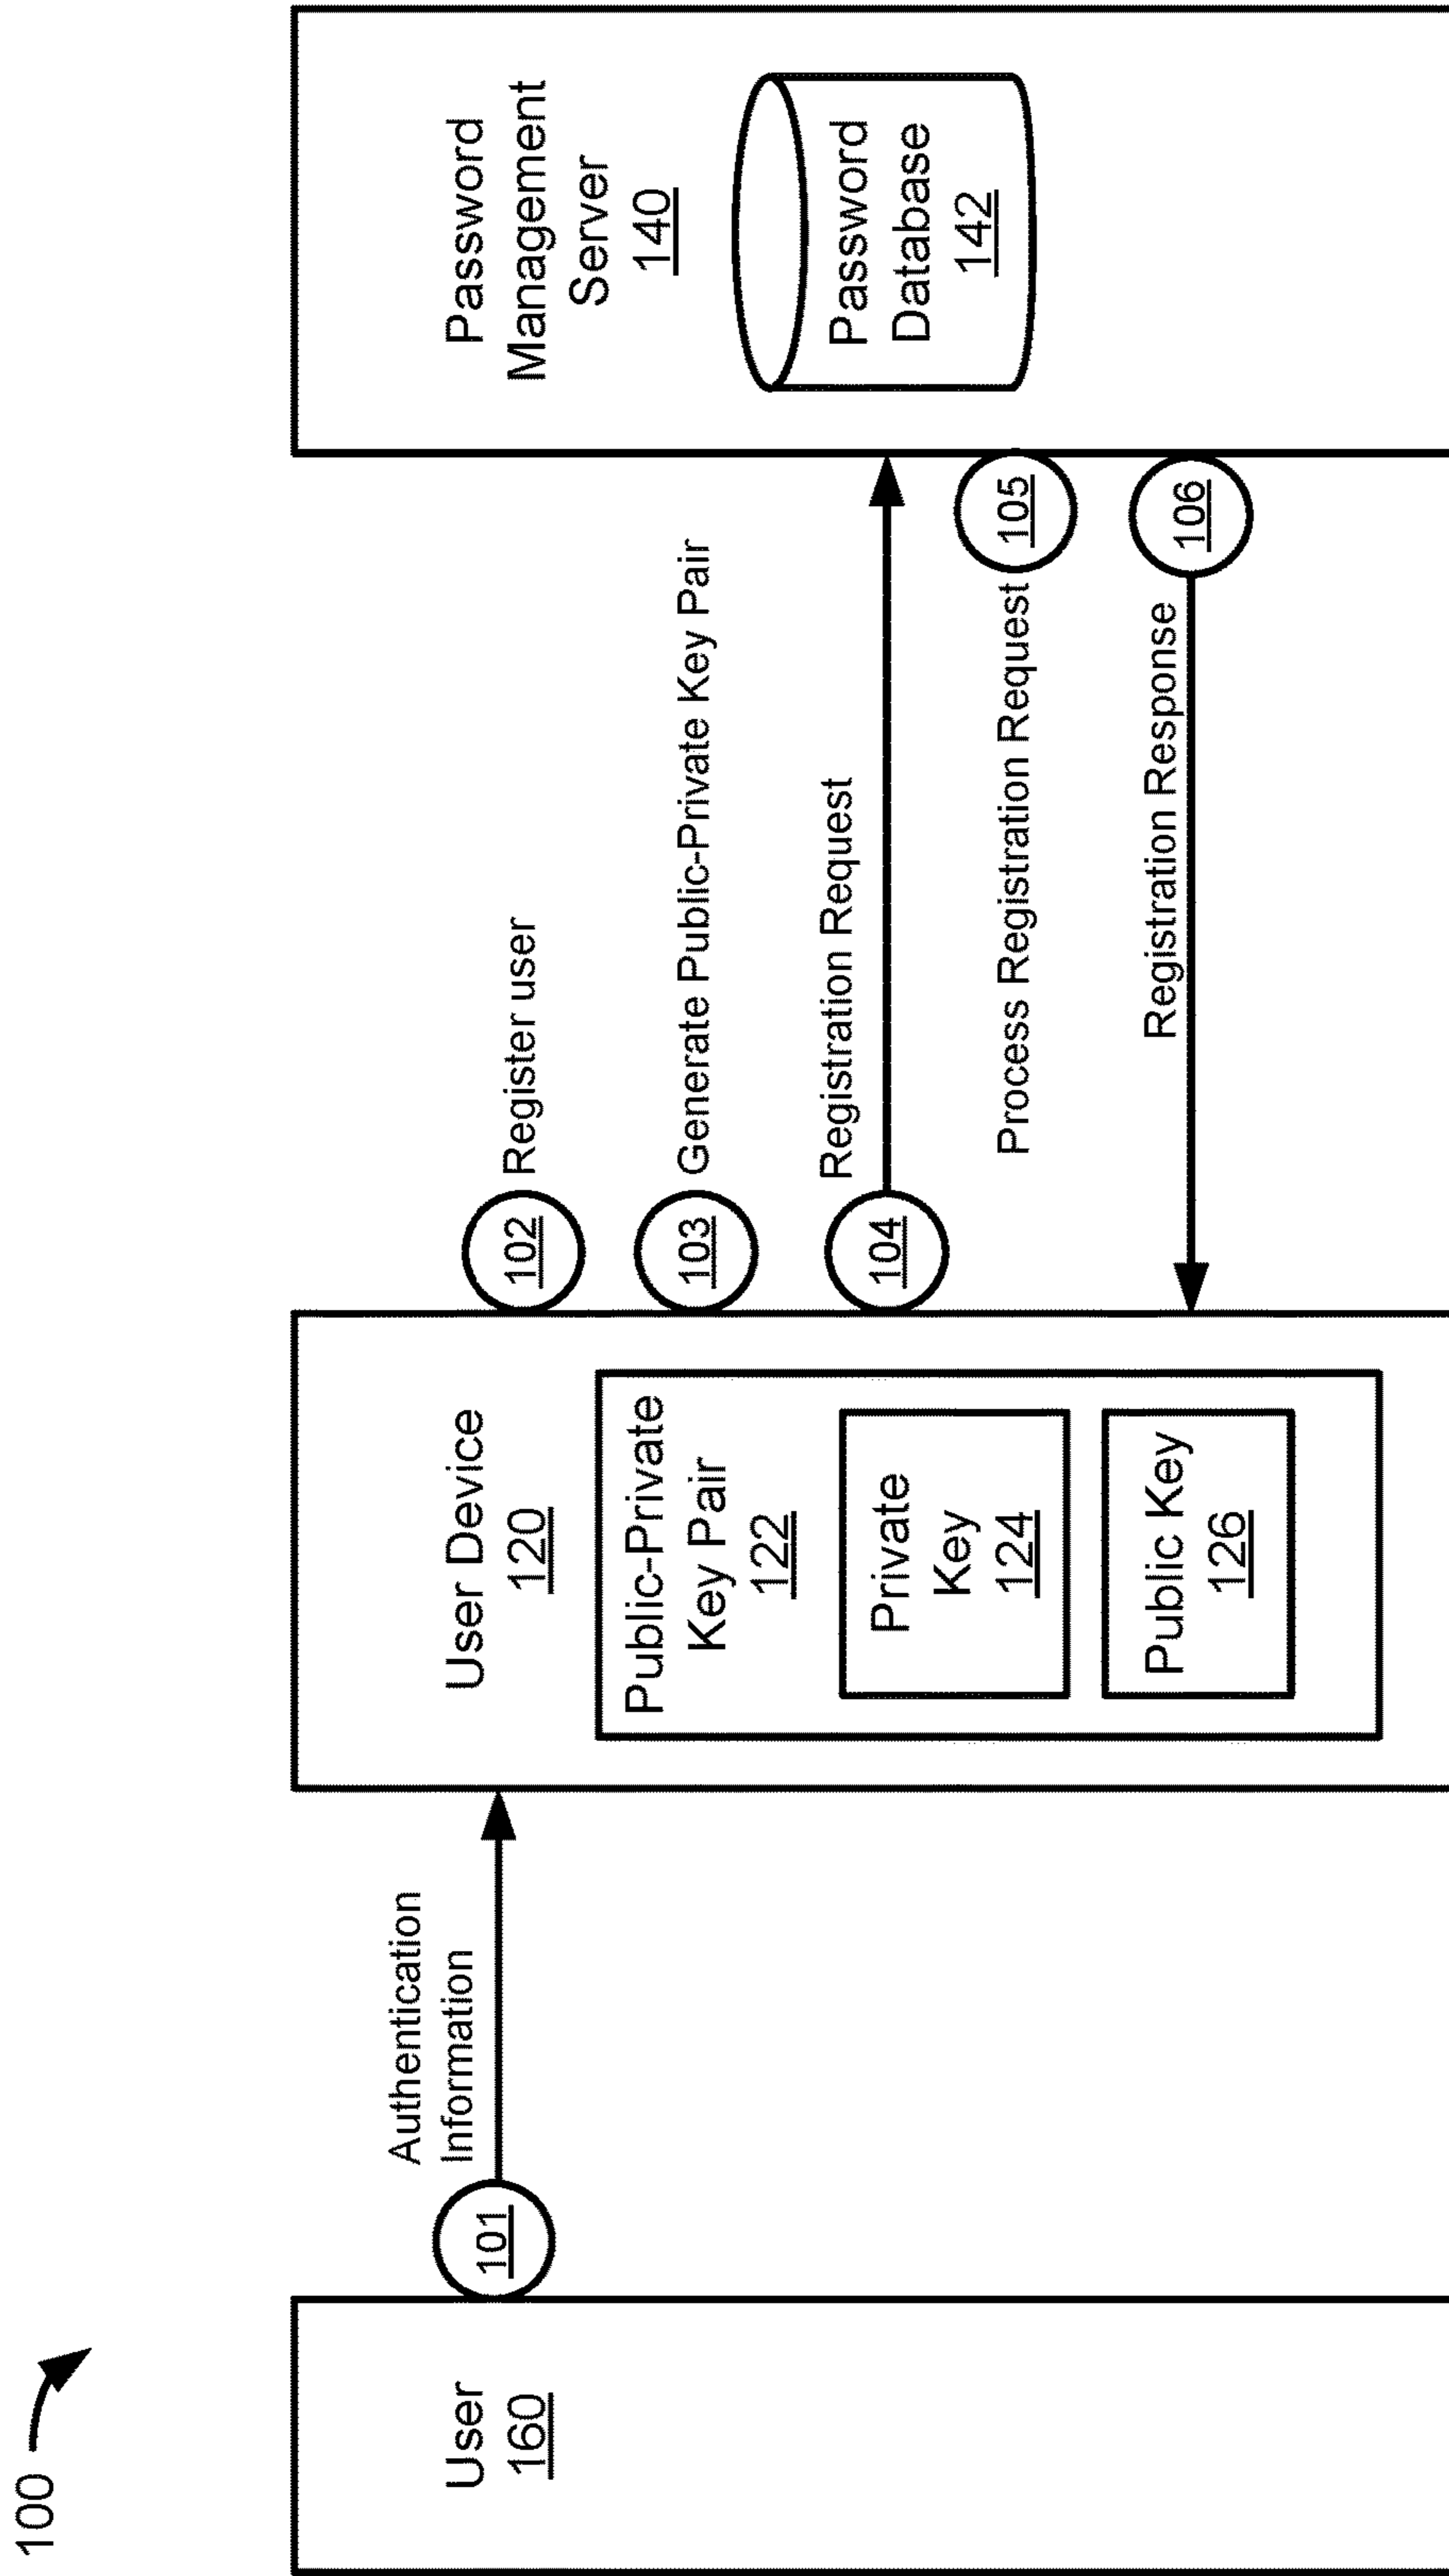 100
User
160
101
Authentication
Information
User Device
120
Public-Private
Key Pair
122
Private
Key
124
Public Key
126
102
Register user
103
Generate Public-Private Key Pair
104
Registration Request
105
Process Registration Request
106
Registration Response
Password
Management
Server
140
Password
Database
142